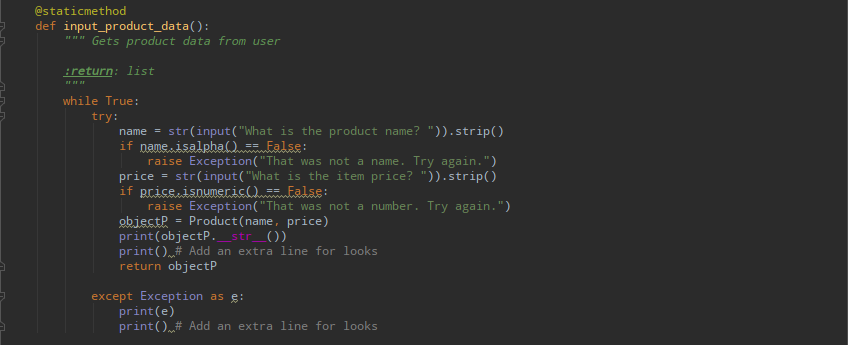 @staticmethod
def input_product_data():
    """ Gets product data from user

    :return: list
    """
    while True:
        try:
            name = str(input("What is the product name? ")).strip()
            if name.isalpha() == False:
                raise Exception("That was not a name. Try again.")
            price = str(input("What is the item price? ")).strip()
            if price.isnumeric() == False:
                raise Exception("That was not a number. Try again.")
            objectP = Product(name, price)
            print(objectP.__str__())
            print() # Add an extra line for looks
            return objectP

        except Exception as e:
            print(e)
            print() # Add an extra line for looks